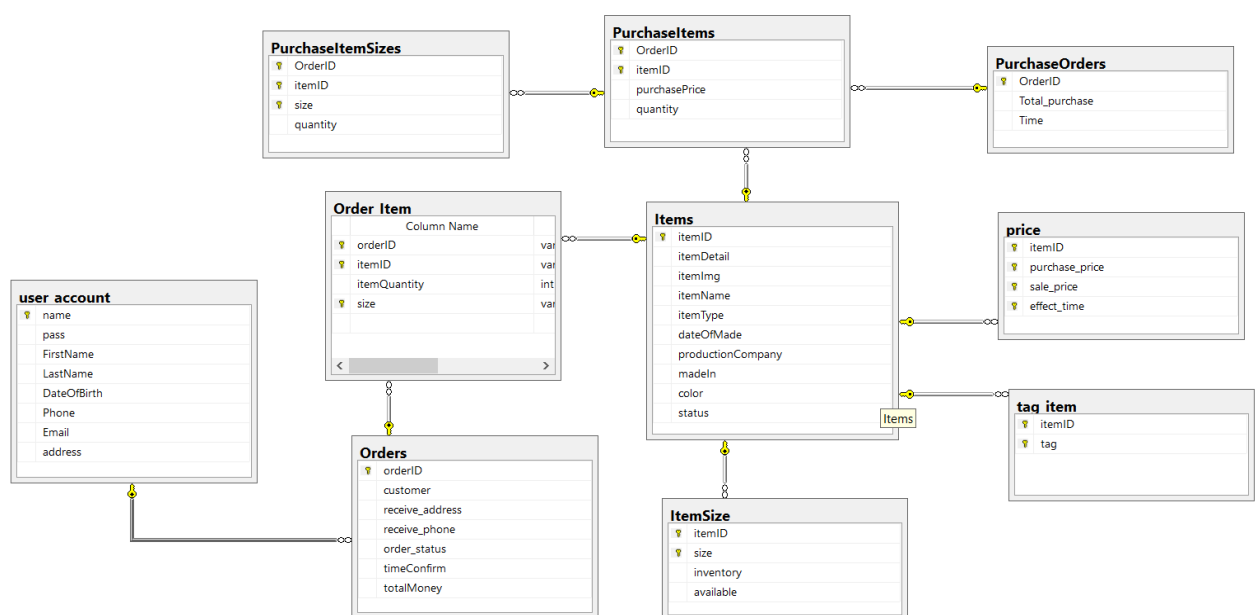 PurchaseItemSizes
OrderID
itemID
size
quantity
PurchaseItems
OrderID
itemID
purchasePrice
quantity
PurchaseOrders
OrderID
Total_purchase
Time
Order_Item
Column Name
orderID var
itemID var
itemQuantity int
size var
Items
itemID
itemDetail
itemImg
itemName
itemType
dateOfMade
productionCompany
madeIn
color
status
Items
price
itemID
purchase_price
sale_price
effect_time
user_account
name
pass
FirstName
LastName
DateOfBirth
Phone
Email
address
tag_item
itemID
tag
Orders
orderID
customer
receive_address
receive_phone
order_status
timeConfirm
totalMoney
ItemSize
itemID
size
inventory
available